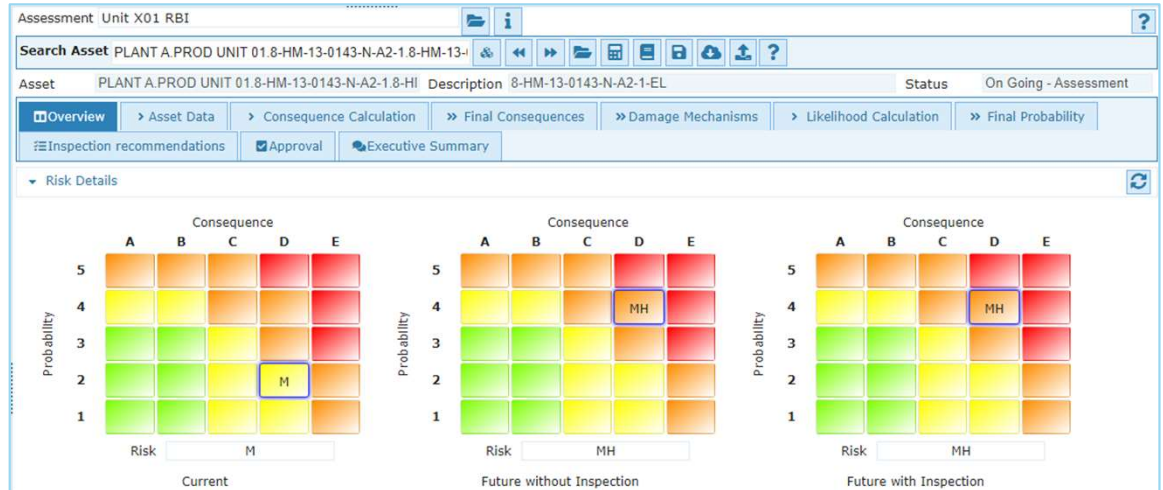 Assessment Unit X01 RBI
Search Asset PLANT A.PROD UNIT 01.8-HM-13-0143-N-A2-1.8-HM-13-
Asset PLANT A.PROD UNIT 01.8-HM-13-0143-N-A2-1.8-HI Description 8-HM-13-0143-N-A2-1-EL Status On Going - Assessment
Overview > Asset Data > Consequence Calculation >> Final Consequences >> Damage Mechanisms > Likelihood Calculation >> Final Probability
Inspection recommendations Approval Executive Summary
Risk Details
Consequence
A B C D E
5
4
3
2 M
1
Probability
Risk M
Current
Consequence
A B C D E
5
4 MH
3
2
1
Probability
Risk MH
Future without Inspection
Consequence
A B C D E
5
4 MH
3
2
1
Probability
Risk MH
Future with Inspection